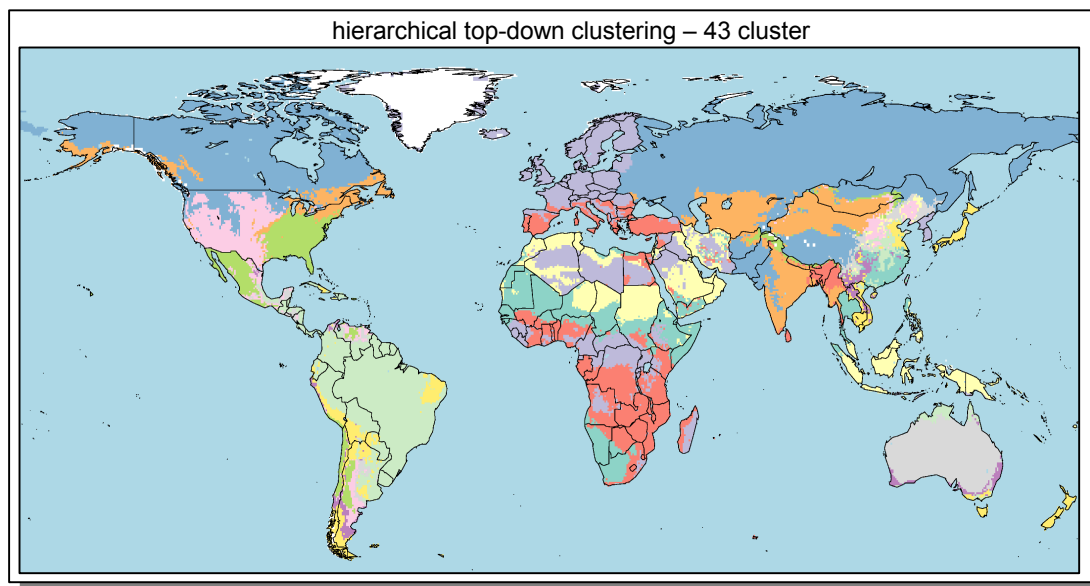 hierarchical top-down clustering – 43 cluster